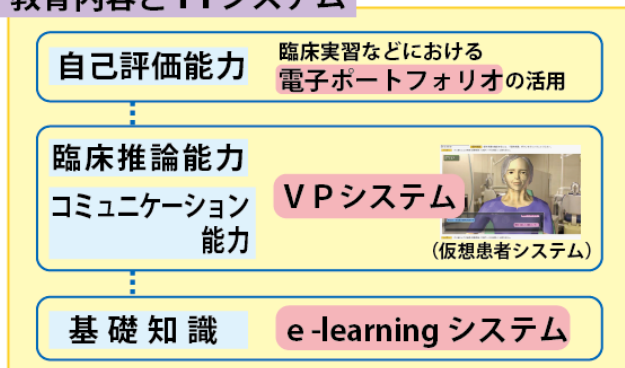 教育内容とITシステム
自己評価能力
臨床実習などにおける
電子ポートフォリオの活用
臨床推論能力
コミュニケーション
能力
ＶＰシステム
（仮想患者システム）
基礎知識
e-learning システム